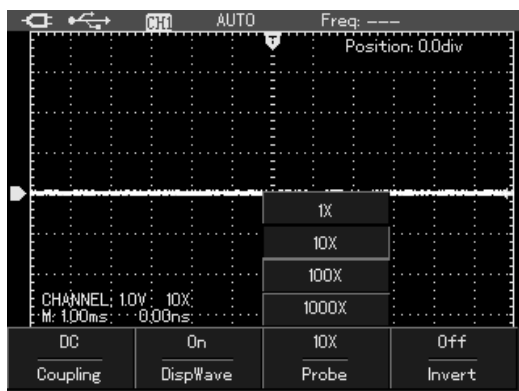 CH1 AUTO Freq: ---
T
Position: 0.0div
1X
10X
100X
1000X
CHANNEL: 1.0V 10X
M: 1.00ms 0.00ns
DC On 10X Off
Coupling DispWave Probe Invert